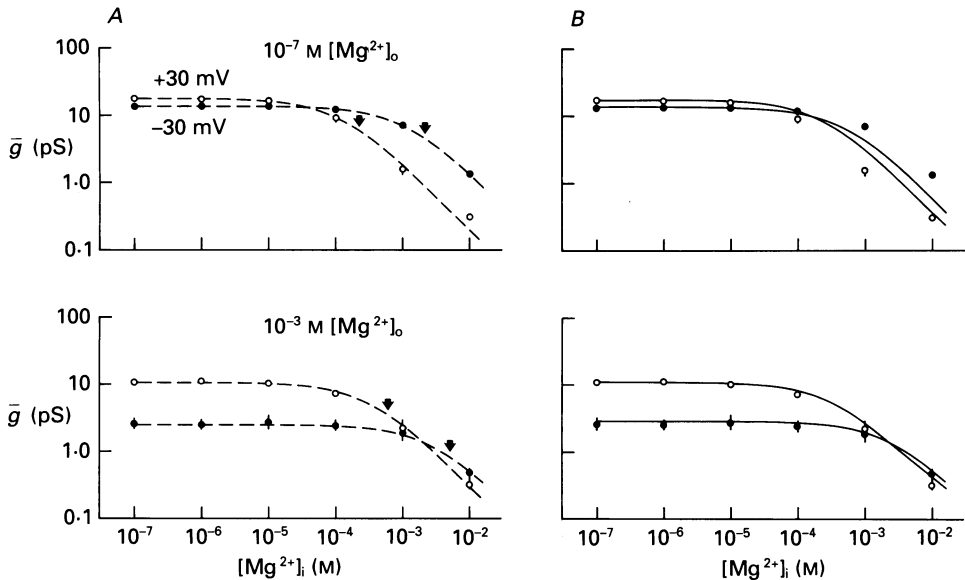 A
B
10⁻⁷ M [Mg²⁺]ₒ
100
+30 mV
10
−30 mV
ḡ (pS)
1·0
0·1
10⁻³ M [Mg²⁺]ₒ
100
10
ḡ (pS)
1·0
0·1
10⁻⁷ 10⁻⁶ 10⁻⁵ 10⁻⁴ 10⁻³ 10⁻²
10⁻⁷ 10⁻⁶ 10⁻⁵ 10⁻⁴ 10⁻³ 10⁻²
[Mg²⁺]ᵢ (M)
[Mg²⁺]ᵢ (M)